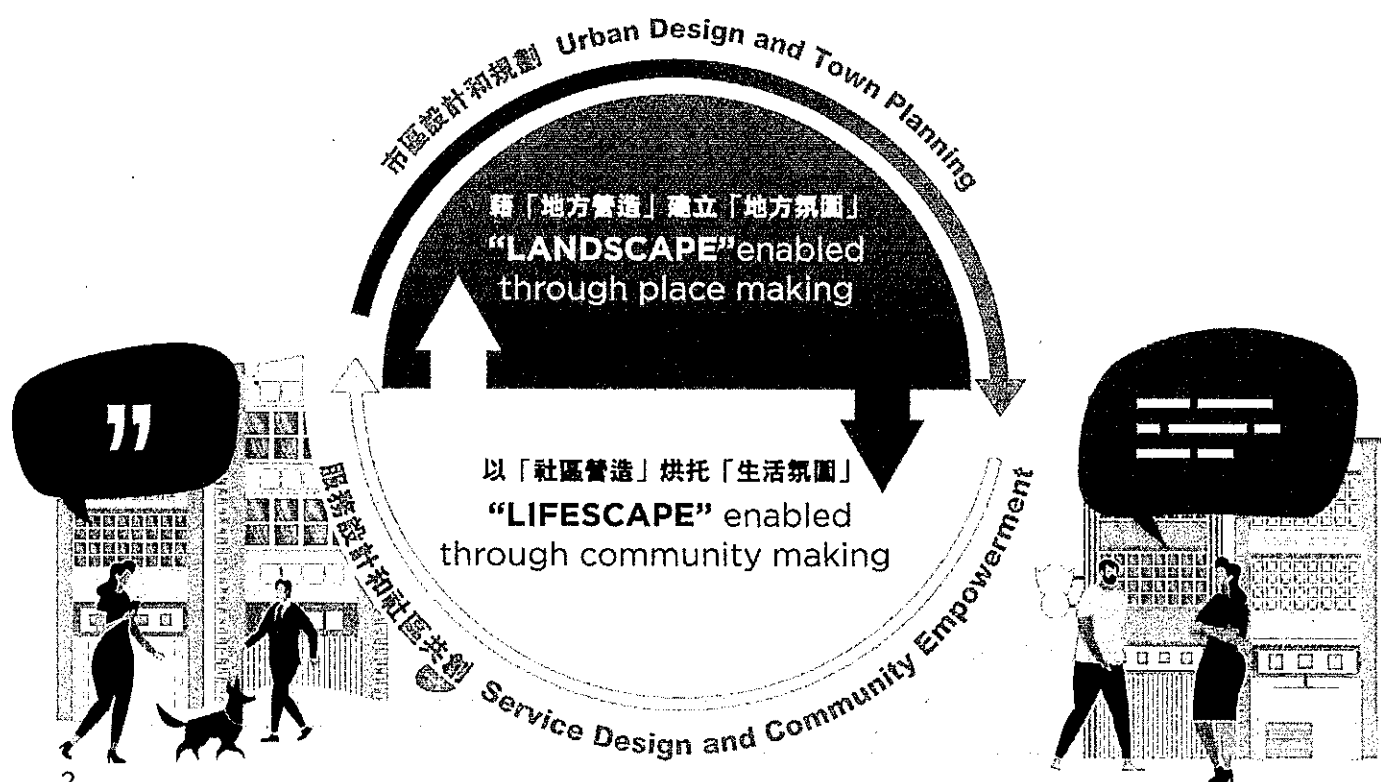 市區設計和規劃 Urban Design and Town Planning
藉「地方營造」建立「地方氛圍」
“LANDSCAPE”enabled
through place making
以「社區營造」烘托「生活氛圍」
“LIFESCAPE” enabled
through community making
服務設計和社區共創 Service Design and Community Empowerment
2